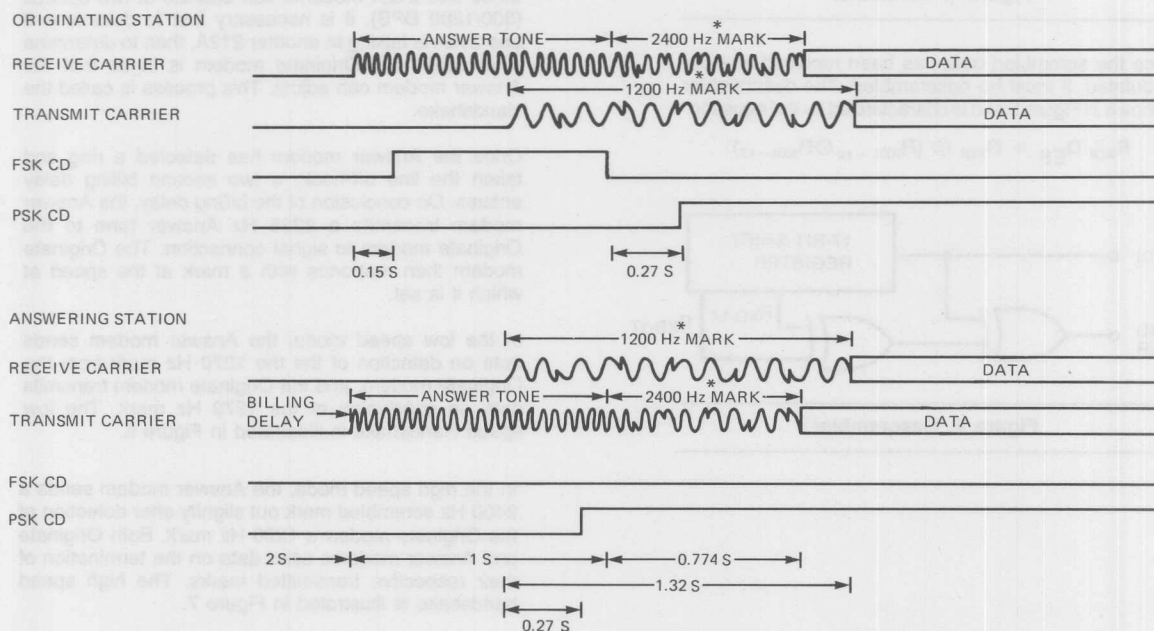 ORIGINATING STATION
*
ANSWER TONE
2400 Hz MARK
RECEIVE CARRIER
DATA
*
1200 Hz MARK
TRANSMIT CARRIER
DATA
FSK CD
PSK CD
0.15 S
0.27 S
ANSWERING STATION
*
1200 Hz MARK
RECEIVE CARRIER
DATA
*
BILLING
DELAY
ANSWER TONE
2400 Hz MARK
TRANSMIT CARRIER
DATA
FSK CD
PSK CD
2 S
1 S
0.774 S
1.32 S
0.27 S